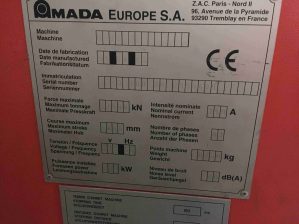 AMADA EUROPE S.A.
Z.A.C. Paris - Nord II
96, Avenue de la Pyramide
93290 Tremblay en France
Machine
Maschine
Date de fabrication
Date manufactured
Fabrikationsdatum
CE
Immatriculation
Serial number
Seriennummer
Force maximale
Maximum tonnage
Maximale Presskraft
kN
Intensité nominale
Nominal current
Nennstrom
A
Course maximum
Maximum stroke
Maximaler Hub
mm
Nombre de phases
Number of phases
Anzahl der Phasen
Tension / Fréquence
Voltage / Frequency
Spannung / Frequenz
V
Hz
Poids machine
Weight
Gewicht
kg
Puissance installée
kW
Niveau de bruit
Noise level
Geräuschpegel
dB(A)